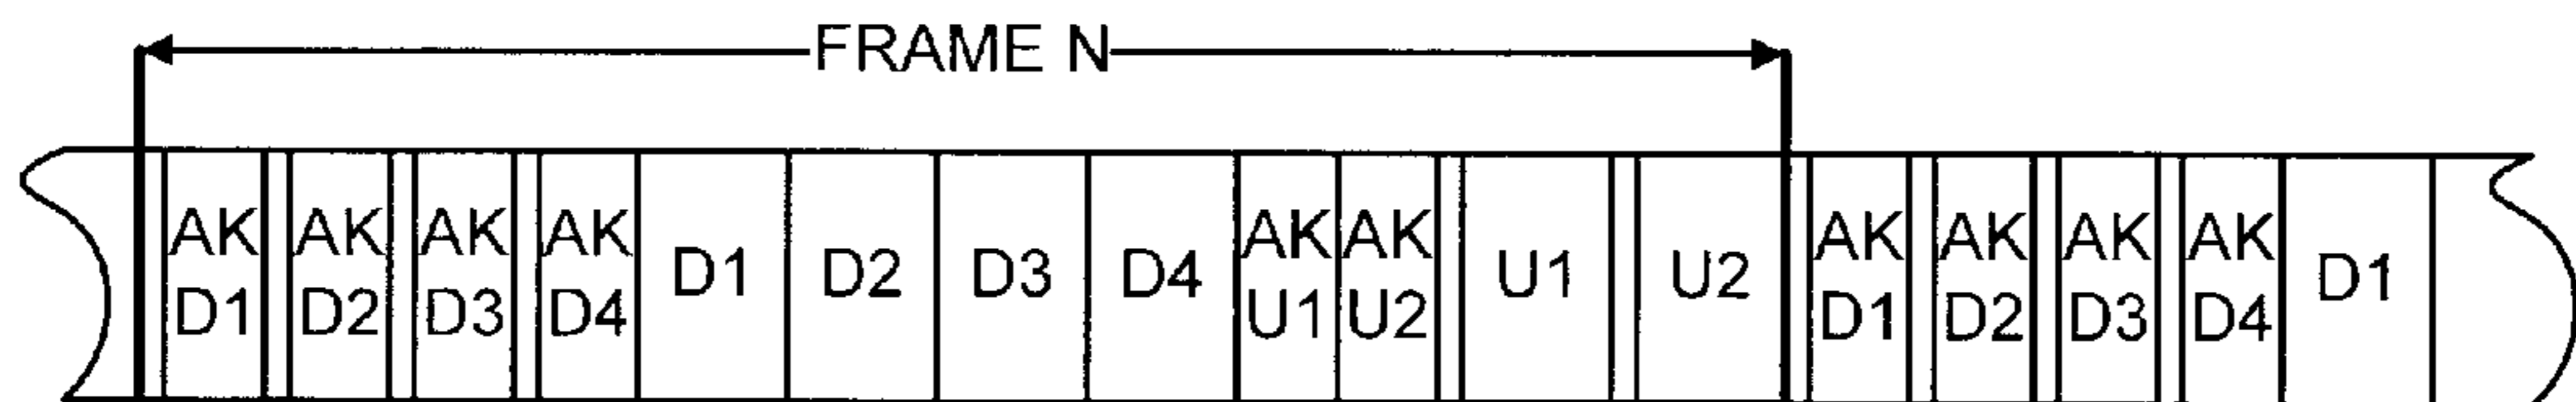 FRAME N
AK D1
AK D2
AK D3
AK D4
D1
D2
D3
D4
AK U1
AK U2
U1
U2
AK D1
AK D2
AK D3
AK D4
D1